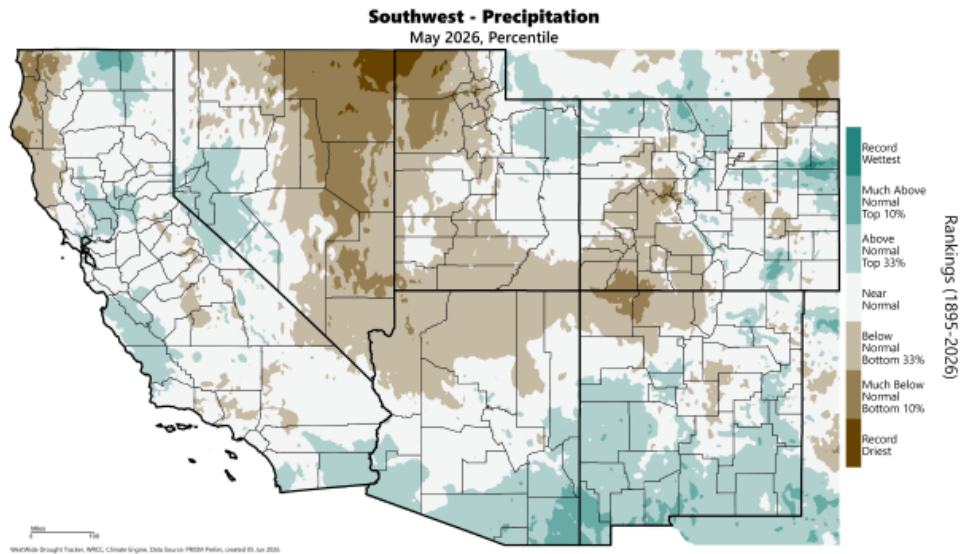 Southwest - Precipitation
May 2026, Percentile
Record
Wettest
Much Above
Normal
Top 10%
Above
Normal
Top 33%
Near
Normal
Below
Normal
Bottom 33%
Much Below
Normal
Bottom 10%
Record
Driest
Rankings (1895-2026)
Miles
0 100
WestWide Drought Tracker, WRCC, Climate Engine, Data Source: PRISM Prelim, created 05 Jun 2026